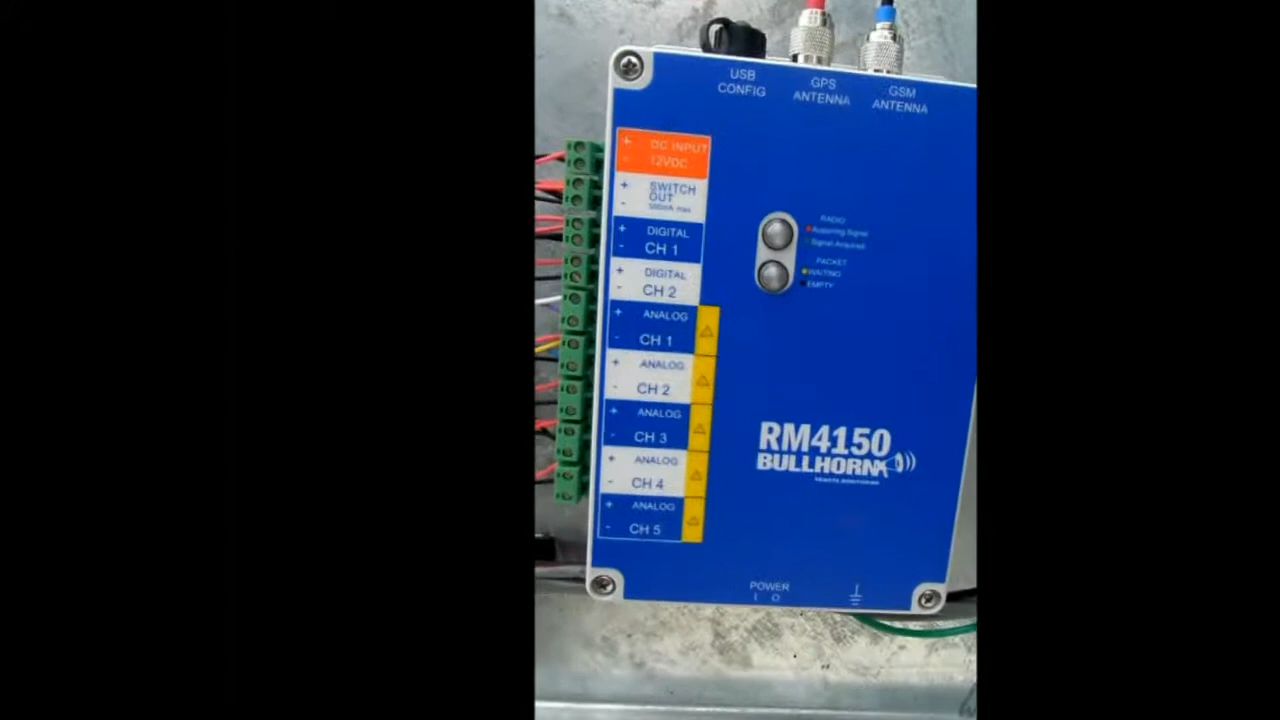 USB
CONFIG
GPS
ANTENNA
GSM
ANTENNA
+ DC INPUT
- 12VDC
+ SWITCH
OUT
- 500mA max
+ DIGITAL
- CH 1
+ DIGITAL
- CH 2
+ ANALOG
- CH 1
+ ANALOG
- CH 2
+ ANALOG
- CH 3
+ ANALOG
- CH 4
+ ANALOG
- CH 5
RADIO
Acquiring Signal
Signal Acquired
PACKET
WAITING
EMPTY
RM4150
BULLHORN
REMOTE MONITORING
POWER
I O